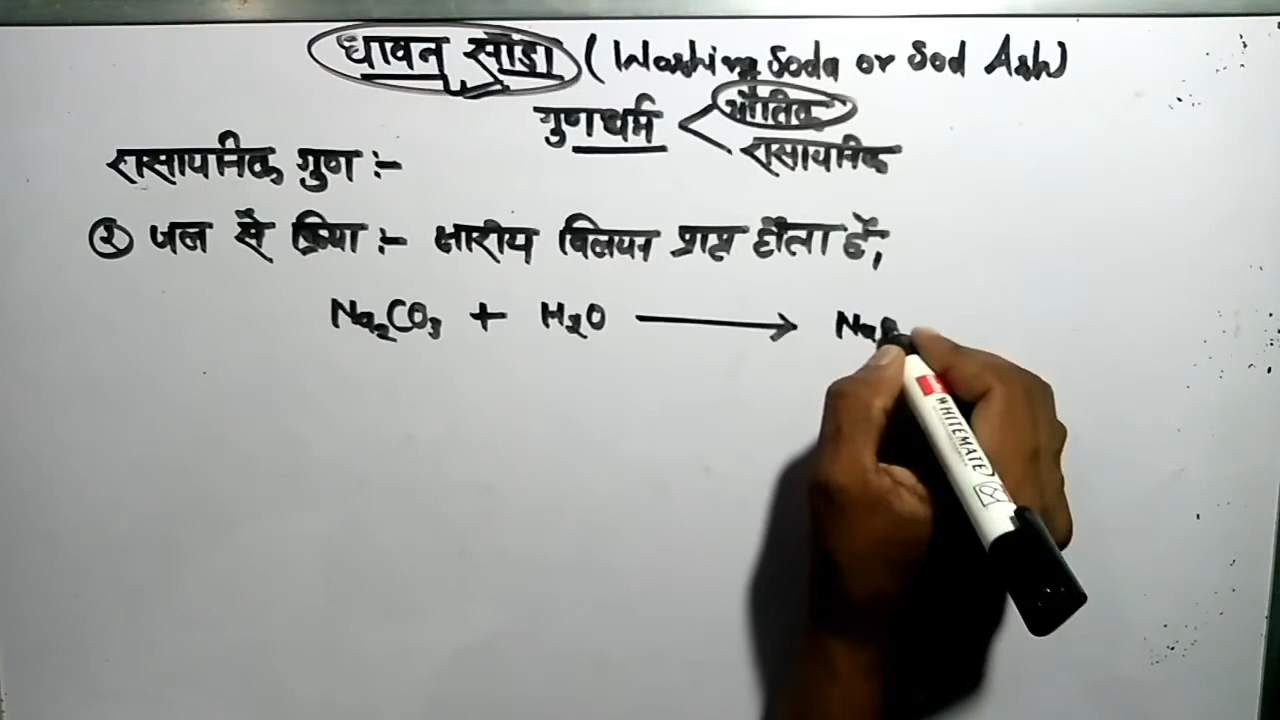 धावन सोडा ( Washing Soda or Sod Ash)
गुणधर्म < भौतिक
रासायनिक
रासायनिक गुण :-
① जल से क्रिया :- क्षारीय विलयन प्राप्त होता है,
Na₂CO₃ + H₂O ⟶ Na
WHITEMATE